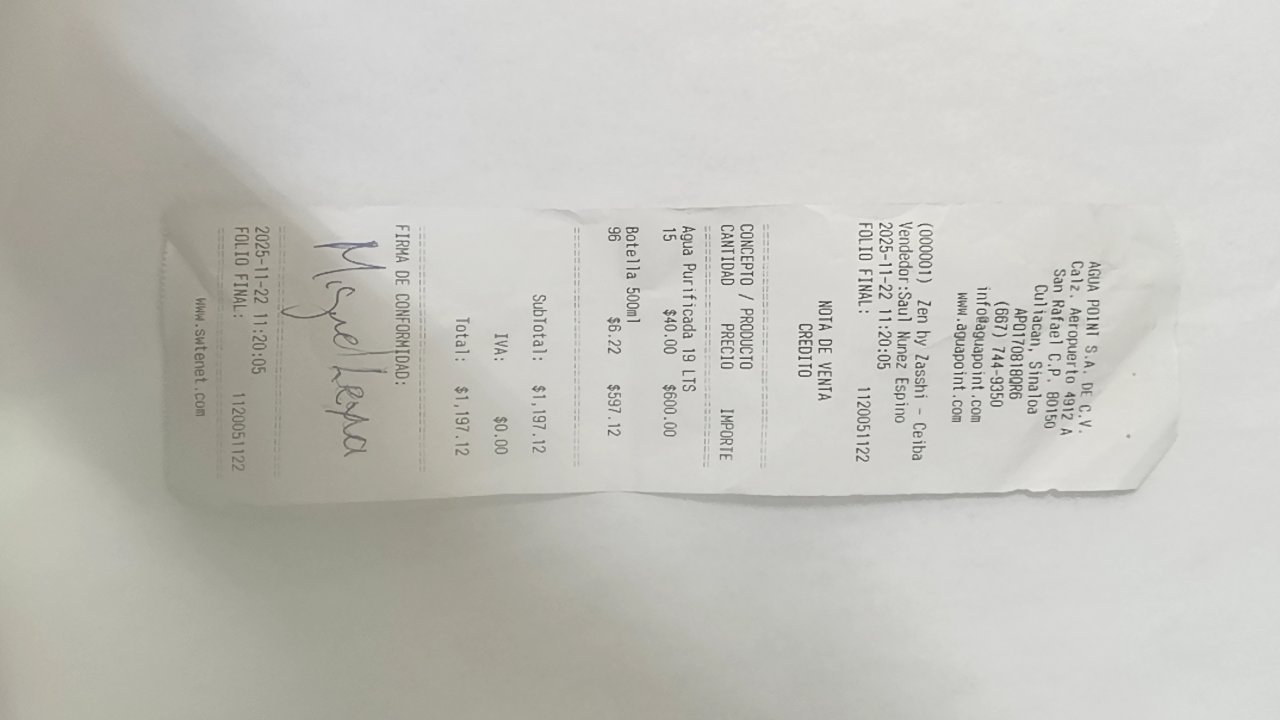 AGUA POINT S.A. DE C.V.
Calz. Aeropuerto 4912 A
San Rafael C.P. 80150
Culiacan, Sinaloa
APO170818QR6
(667) 744-9350
info@aguapoint.com
www.aguapoint.com
NOTA DE VENTA
CREDITO
(000001) Zen by Zasshi - Ceiba
Vendedor:Saul Nunez Espino
2025-11-22 11:20:05
FOLIO FINAL: 1120051122
CONCEPTO / PRODUCTO
CANTIDAD PRECIO IMPORTE
Agua Purificada 19 LTS
15 $40.00 $600.00
Botella 500ml
96 $6.22 $597.12
SubTotal: $1,197.12
IVA: $0.00
Total: $1,197.12
FIRMA DE CONFORMIDAD:
Miguel
2025-11-22 11:20:05
FOLIO FINAL: 1120051122
www.swtenet.com